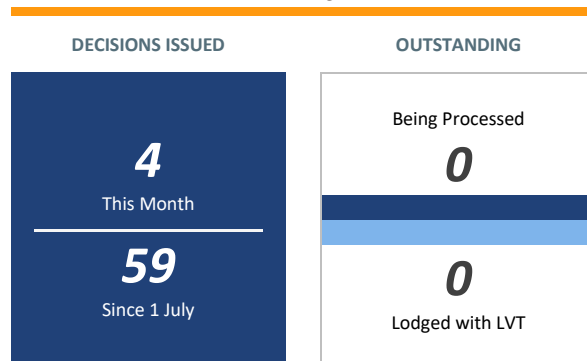 DECISIONS ISSUED
4
This Month
59
Since 1 July
OUTSTANDING
Being Processed
0
0
Lodged with LVT